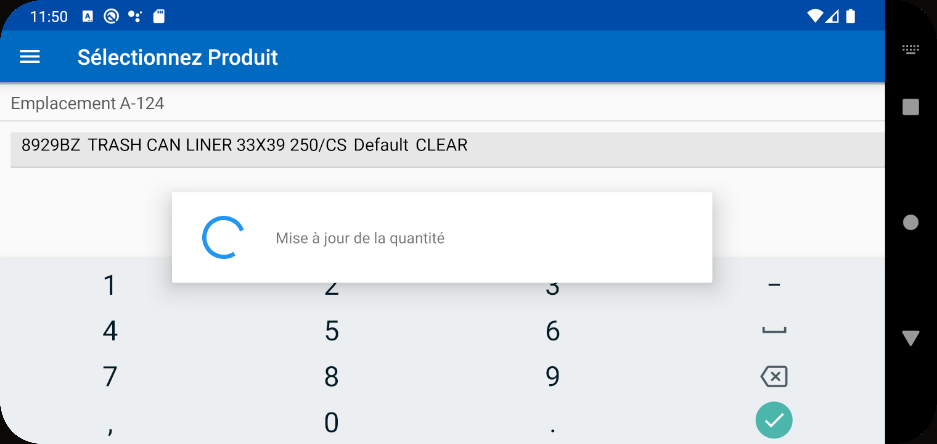 11:50
Sélectionnez Produit
Emplacement A-124
8929BZ TRASH CAN LINER 33X39 250/CS Default CLEAR
Mise à jour de la quantité
1 2 3 -
4 5 6
7 8 9
, 0 .